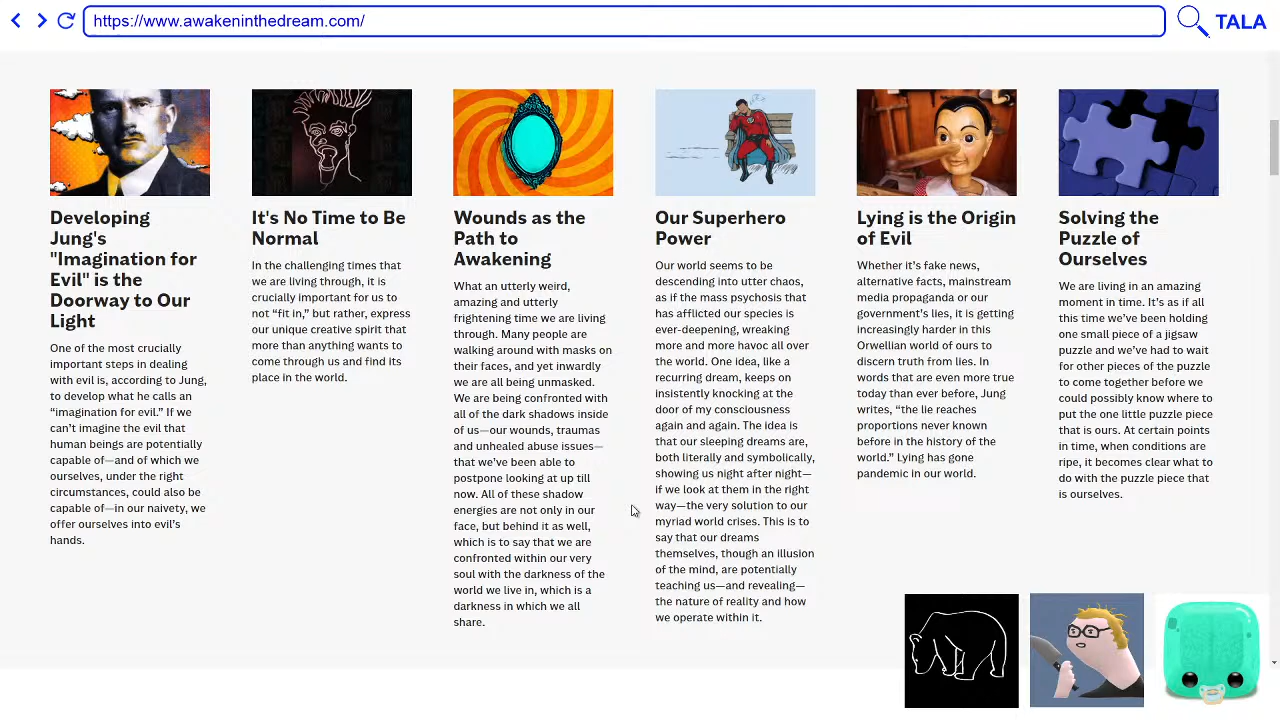 https://www.awakeninthedream.com/
TALA
Developing
Jung's
"Imagination for
Evil" is the
Doorway to Our
Light
One of the most crucially
important steps in dealing
with evil is, according to Jung,
to develop what he calls an
“imagination for evil.” If we
can’t imagine the evil that
human beings are potentially
capable of—and of which we
ourselves, under the right
circumstances, could also be
capable of—in our naivety, we
offer ourselves into evil’s
hands.
It's No Time to Be
Normal
In the challenging times that
we are living through, it is
crucially important for us to
not “fit in,” but rather, express
our unique creative spirit that
more than anything wants to
come through us and find its
place in the world.
Wounds as the
Path to
Awakening
What an utterly weird,
amazing and utterly
frightening time we are living
through. Many people are
walking around with masks on
their faces, and yet inwardly
we are all being unmasked.
We are being confronted with
all of the dark shadows inside
of us—our wounds, traumas
and unhealed abuse issues—
that we’ve been able to
postpone looking at up till
now. All of these shadow
energies are not only in our
face, but behind it as well,
which is to say that we are
confronted within our very
soul with the darkness of the
world we live in, which is a
darkness in which we all
share.
Our Superhero
Power
Our world seems to be
descending into utter chaos,
as if the mass psychosis that
has afflicted our species is
ever-deepening, wreaking
more and more havoc all over
the world. One idea, like a
recurring dream, keeps on
insistently knocking at the
door of my consciousness
again and again. The idea is
that our sleeping dreams are,
both literally and symbolically,
showing us night after night—
if we look at them in the right
way—the very solution to our
myriad world crises. This is to
say that our dreams
themselves, though an illusion
of the mind, are potentially
teaching us—and revealing—
the nature of reality and how
we operate within it.
Lying is the Origin
of Evil
Whether it’s fake news,
alternative facts, mainstream
media propaganda or our
government’s lies, it is getting
increasingly harder in this
Orwellian world of ours to
discern truth from lies. In
words that are even more true
today than ever before, Jung
writes, “the lie reaches
proportions never known
before in the history of the
world.” Lying has gone
pandemic in our world.
Solving the
Puzzle of
Ourselves
We are living in an amazing
moment in time. It’s as if all
this time we’ve been holding
one small piece of a jigsaw
puzzle and we’ve had to wait
for other pieces of the puzzle
to come together before we
could possibly know where to
put the one little puzzle piece
that is ours. At certain points
in time, when conditions are
ripe, it becomes clear what to
do with the puzzle piece that
is ourselves.